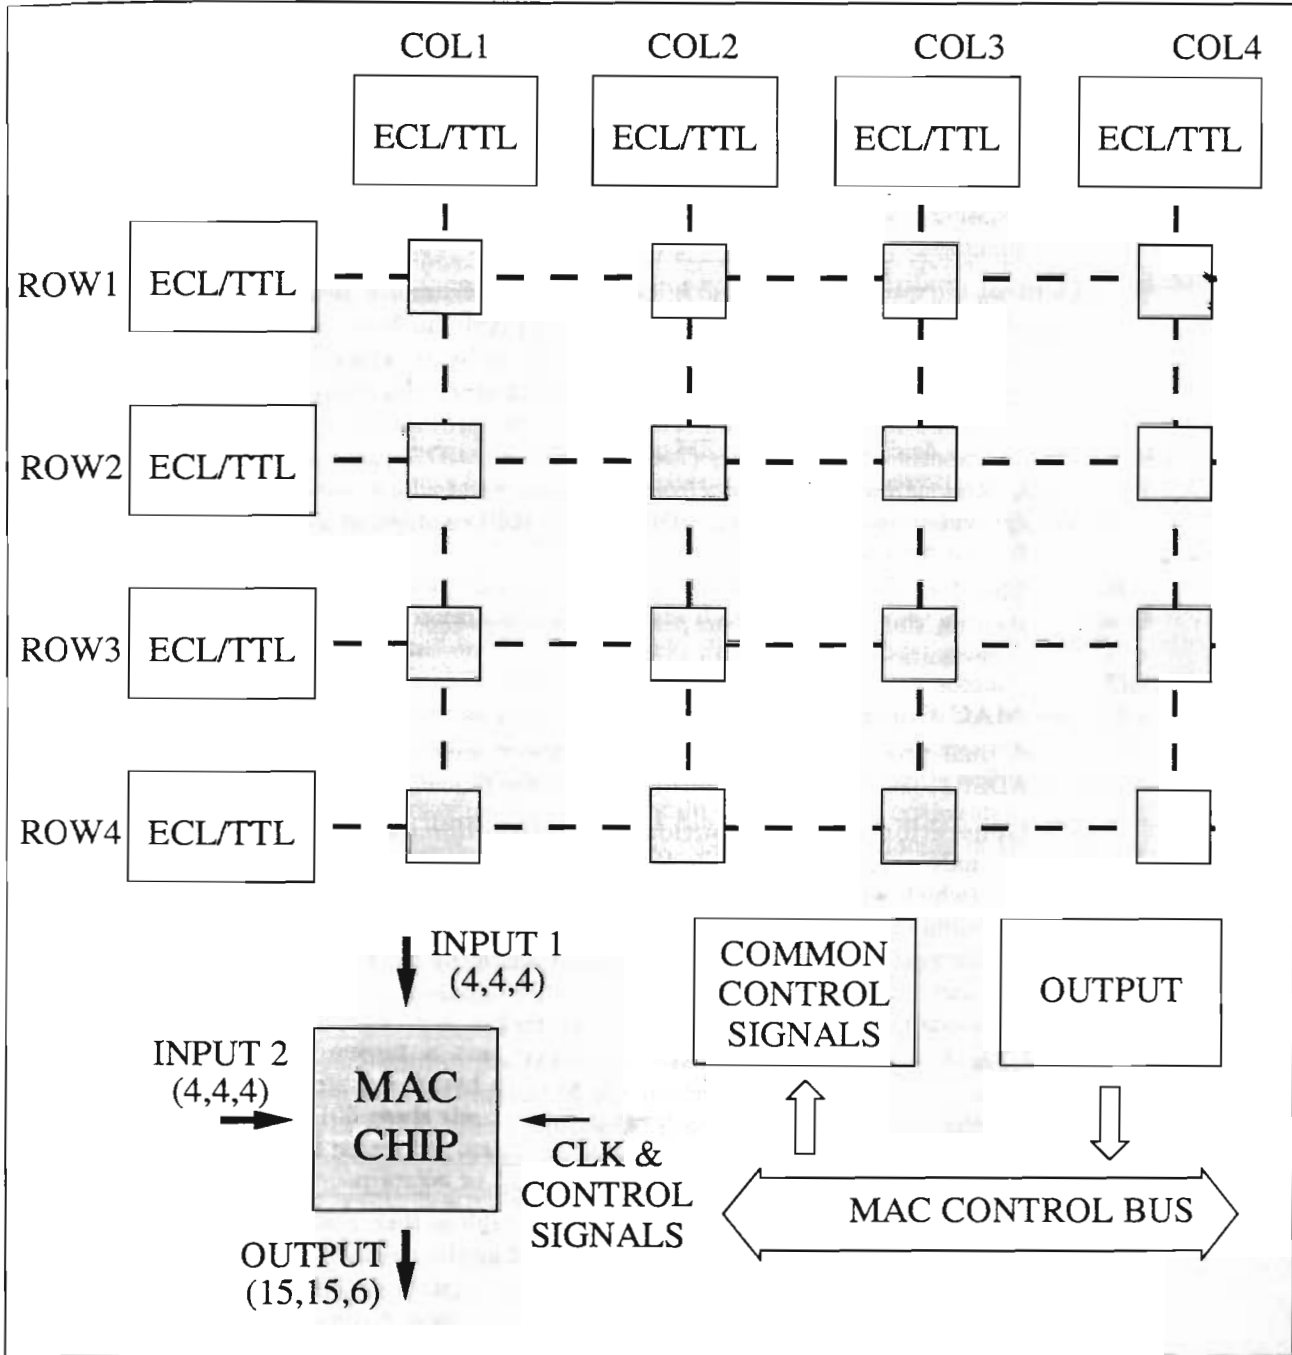 COL1 COL2 COL3 COL4
ECL/TTL ECL/TTL ECL/TTL ECL/TTL
ROW1 ECL/TTL
ROW2 ECL/TTL
ROW3 ECL/TTL
ROW4 ECL/TTL
INPUT 1
(4,4,4)
INPUT 2
(4,4,4)
MAC
CHIP
CLK &
CONTROL
SIGNALS
OUTPUT
(15,15,6)
COMMON
CONTROL
SIGNALS
OUTPUT
MAC CONTROL BUS